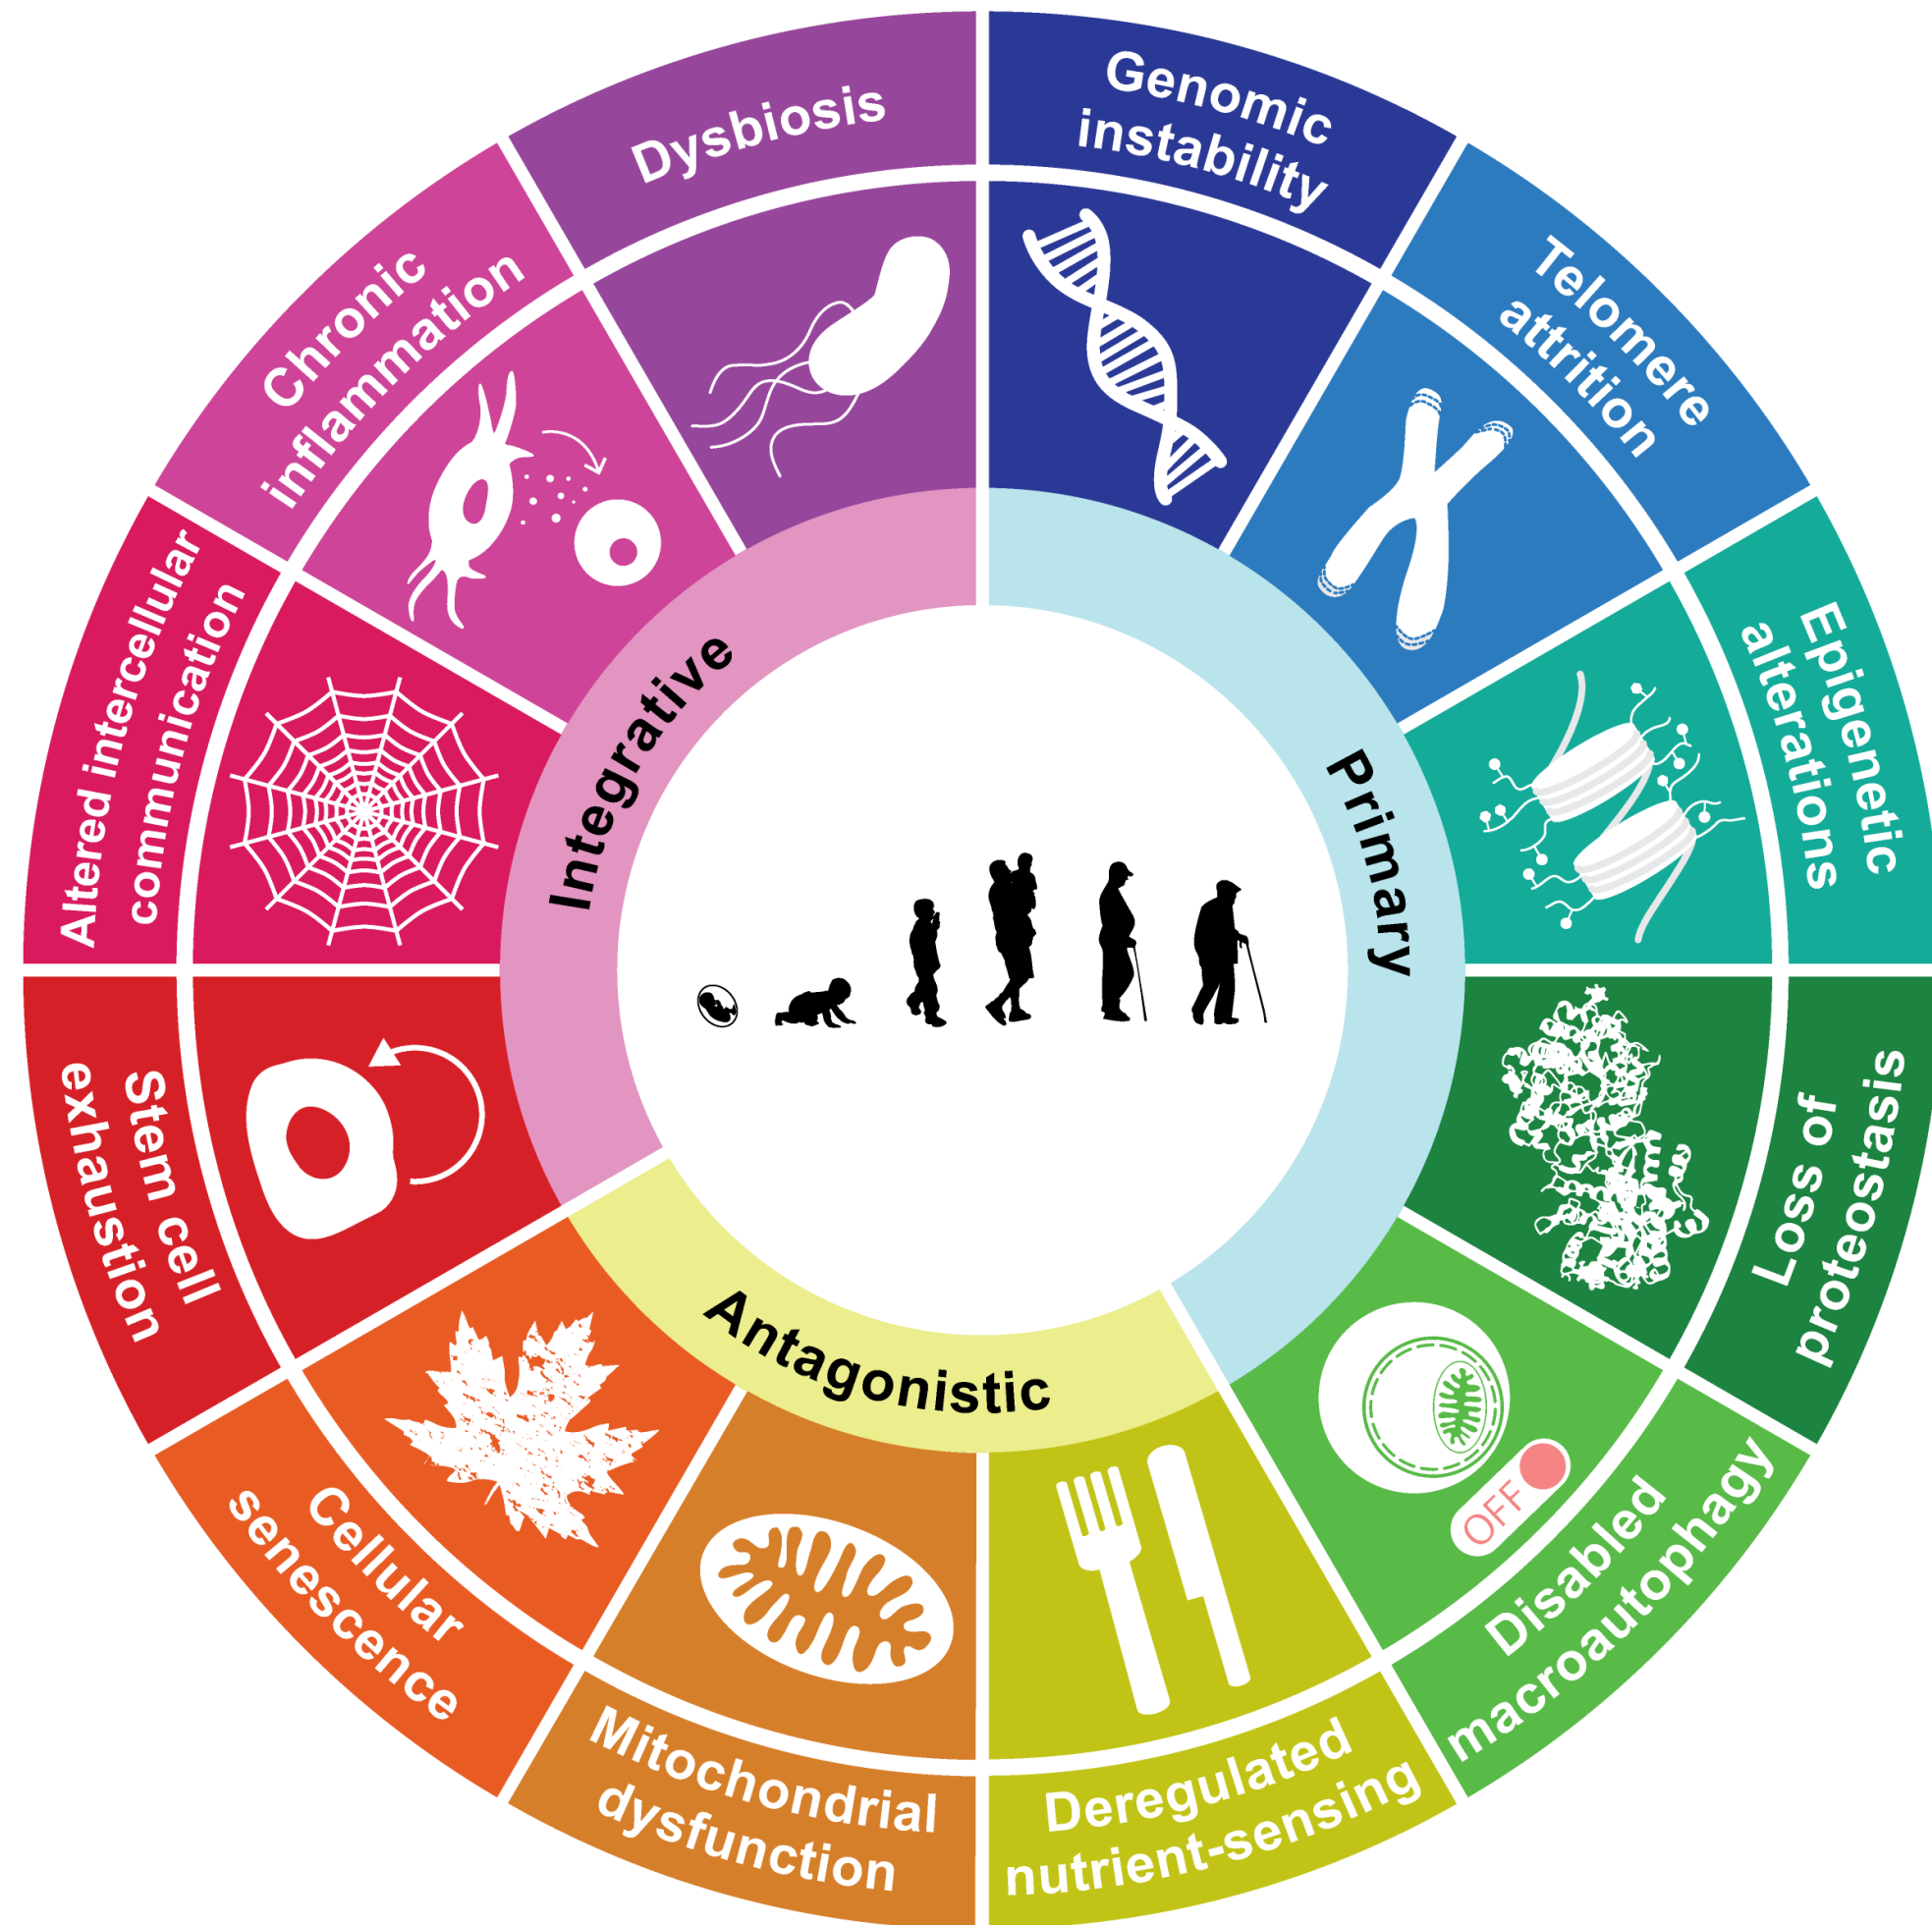 Genomic
instability
Telomere
attrition
Epigenetic
alterations
Loss of
proteostasis
Disabled
macroautophagy
OFF
Deregulated
nutrient-sensing
Mitochondrial
dysfunction
Cellular
senescence
Stem cell
exhaustion
Altered intercellular
communication
Chronic
inflammation
Dysbiosis
Primary
Antagonistic
Integrative